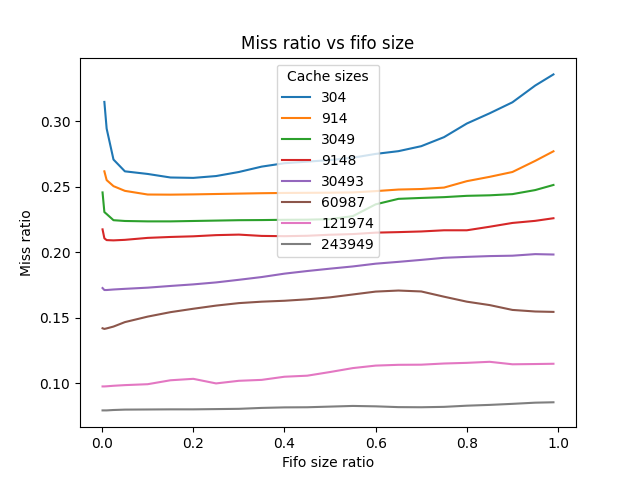 Miss ratio vs fifo size
Cache sizes
304
914
3049
9148
30493
60987
121974
243949
Miss ratio
0.30
0.25
0.20
0.15
0.10
0.0 0.2 0.4 0.6 0.8 1.0
Fifo size ratio